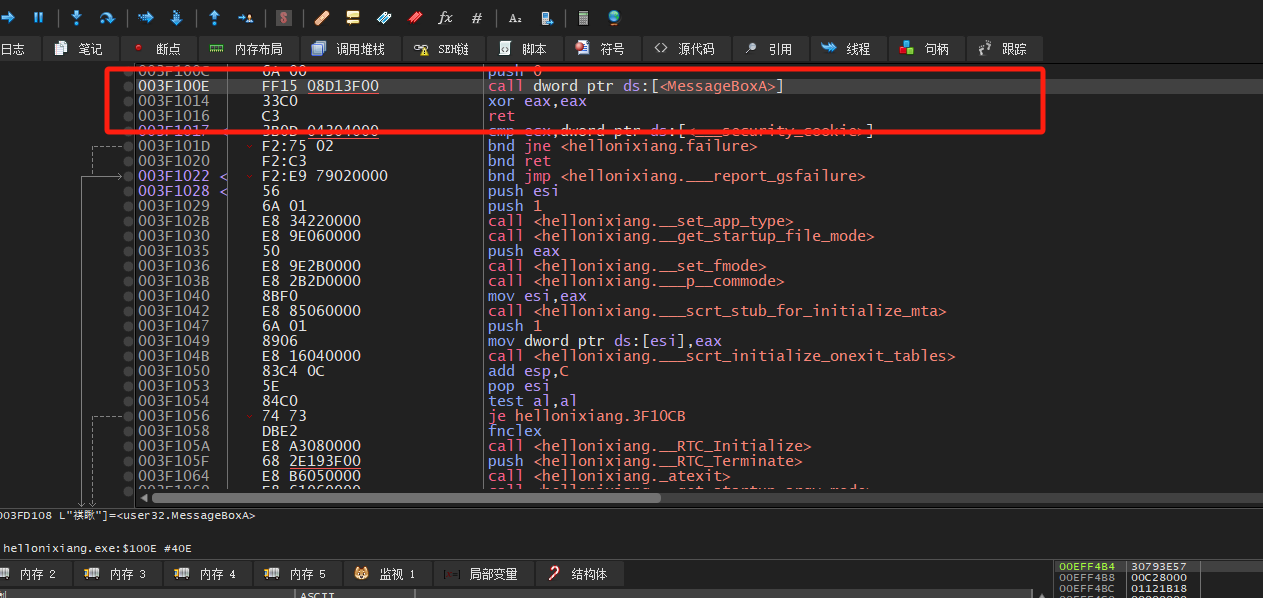 fx # A₂
日志 笔记 断点 内存布局 调用堆栈 SEH链 脚本 符号 <> 源代码 引用 线程 句柄 跟踪
003F100C 6A 00 push 0
003F100E FF15 08D13F00 call dword ptr ds:[<MessageBoxA>]
003F1014 33C0 xor eax,eax
003F1016 C3 ret
003F1017 < 3B0D 04304000 cmp ecx,dword ptr ds:[<___security_cookie>]
003F101D F2:75 02 bnd jne <hellonixiang.failure>
003F1020 F2:C3 bnd ret
003F1022 < F2:E9 79020000 bnd jmp <hellonixiang.___report_gsfailure>
003F1028 < 56 push esi
003F1029 6A 01 push 1
003F102B E8 34220000 call <hellonixiang.__set_app_type>
003F1030 E8 9E060000 call <hellonixiang.__get_startup_file_mode>
003F1035 50 push eax
003F1036 E8 9E2B0000 call <hellonixiang.__set_fmode>
003F103B E8 2B2D0000 call <hellonixiang.___p__commode>
003F1040 8BF0 mov esi,eax
003F1042 E8 85060000 call <hellonixiang.___scrt_stub_for_initialize_mta>
003F1047 6A 01 push 1
003F1049 8906 mov dword ptr ds:[esi],eax
003F104B E8 16040000 call <hellonixiang.___scrt_initialize_onexit_tables>
003F1050 83C4 0C add esp,C
003F1053 5E pop esi
003F1054 84C0 test al,al
003F1056 74 73 je hellonixiang.3F10CB
003F1058 DBE2 fnclex
003F105A E8 A3080000 call <hellonixiang.__RTC_Initialize>
003F105F 68 2E193F00 push <hellonixiang.__RTC_Terminate>
003F1064 E8 B6050000 call <hellonixiang._atexit>
003FD108 L"祺瞅"]=<user32.MessageBoxA>
hellonixiang.exe:$100E #40E
内存 2 内存 3 内存 4 内存 5 监视 1 [x=] 局部变量 结构体
00EFF4B4 30793E57
00EFF4B8 00C28000
00EFF4BC 01121B18
ASCII